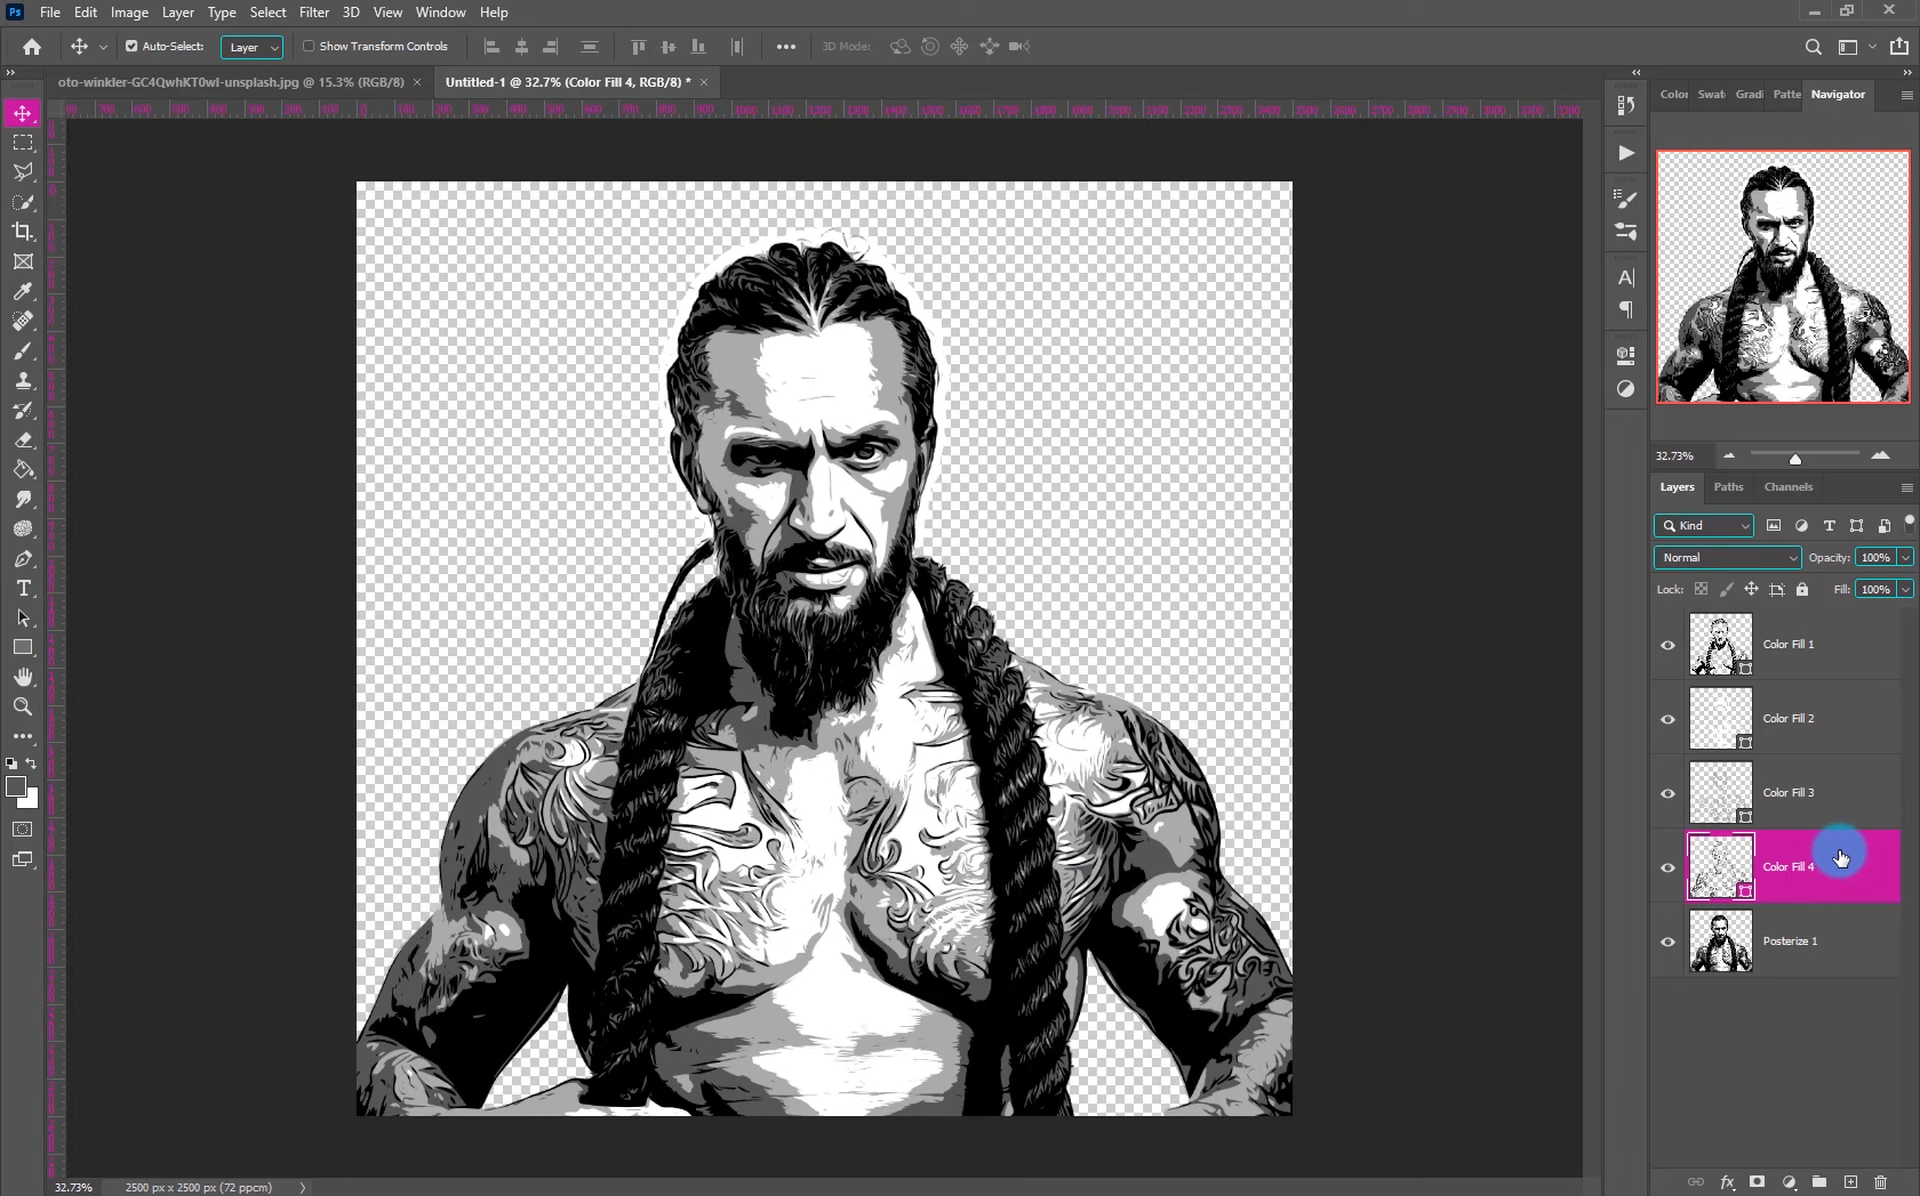 Ps File Edit Image Layer Type Select Filter 3D View Window Help
Auto-Select: Layer Show Transform Controls 3D Mode:
oto-winkler-GC4QwhKT0wI-unsplash.jpg @ 15.3% (RGB/8) × Untitled-1 @ 32.7% (Color Fill 4, RGB/8) * ×
Color Swat Gradi Patte Navigator
32.73%
Layers Paths Channels
Kind
Normal Opacity: 100%
Lock: Fill: 100%
Color Fill 1
Color Fill 2
Color Fill 3
Color Fill 4
Posterize 1
32.73% 2500 px x 2500 px (72 ppcm)